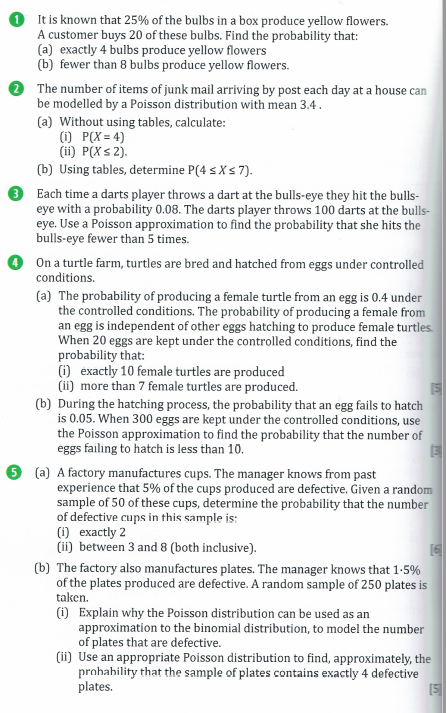 1 It is known that 25% of the bulbs in a box produce yellow flowers.
A customer buys 20 of these bulbs. Find the probability that:
(a) exactly 4 bulbs produce yellow flowers
(b) fewer than 8 bulbs produce yellow flowers.
2 The number of items of junk mail arriving by post each day at a house can
be modelled by a Poisson distribution with mean 3.4 .
(a) Without using tables, calculate:
(i) P(X = 4)
(ii) P(X ≤ 2).
(b) Using tables, determine P(4 ≤ X ≤ 7).
3 Each time a darts player throws a dart at the bulls-eye they hit the bulls-
eye with a probability 0.08. The darts player throws 100 darts at the bulls-
eye. Use a Poisson approximation to find the probability that she hits the
bulls-eye fewer than 5 times.
4 On a turtle farm, turtles are bred and hatched from eggs under controlled
conditions.
(a) The probability of producing a female turtle from an egg is 0.4 under
the controlled conditions. The probability of producing a female from
an egg is independent of other eggs hatching to produce female turtles.
When 20 eggs are kept under the controlled conditions, find the
probability that:
(i) exactly 10 female turtles are produced
(ii) more than 7 female turtles are produced. [5]
(b) During the hatching process, the probability that an egg fails to hatch
is 0.05. When 300 eggs are kept under the controlled conditions, use
the Poisson approximation to find the probability that the number of
eggs failing to hatch is less than 10. [3]
5 (a) A factory manufactures cups. The manager knows from past
experience that 5% of the cups produced are defective. Given a random
sample of 50 of these cups, determine the probability that the number
of defective cups in this sample is:
(i) exactly 2
(ii) between 3 and 8 (both inclusive). [6]
(b) The factory also manufactures plates. The manager knows that 1·5%
of the plates produced are defective. A random sample of 250 plates is
taken.
(i) Explain why the Poisson distribution can be used as an
approximation to the binomial distribution, to model the number
of plates that are defective.
(ii) Use an appropriate Poisson distribution to find, approximately, the
probability that the sample of plates contains exactly 4 defective
plates. [5]